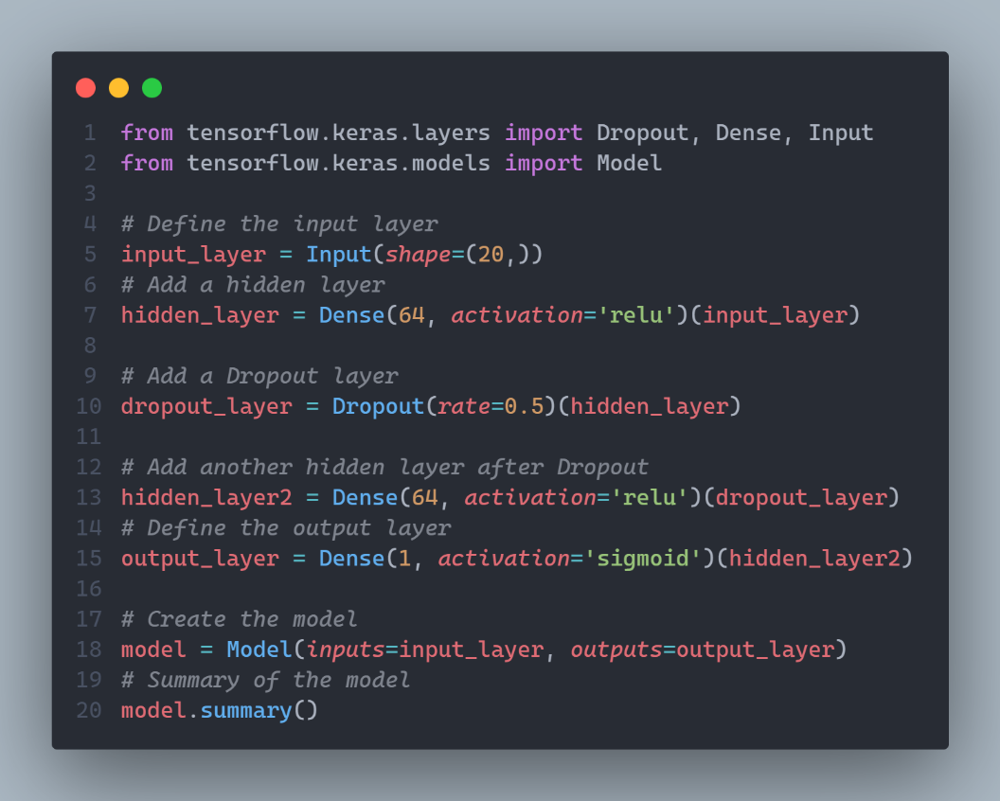 1 from tensorflow.keras.layers import Dropout, Dense, Input
2 from tensorflow.keras.models import Model
3
4 # Define the input layer
5 input_layer = Input(shape=(20,))
6 # Add a hidden layer
7 hidden_layer = Dense(64, activation='relu')(input_layer)
8
9 # Add a Dropout layer
10 dropout_layer = Dropout(rate=0.5)(hidden_layer)
11
12 # Add another hidden layer after Dropout
13 hidden_layer2 = Dense(64, activation='relu')(dropout_layer)
14 # Define the output layer
15 output_layer = Dense(1, activation='sigmoid')(hidden_layer2)
16
17 # Create the model
18 model = Model(inputs=input_layer, outputs=output_layer)
19 # Summary of the model
20 model.summary()